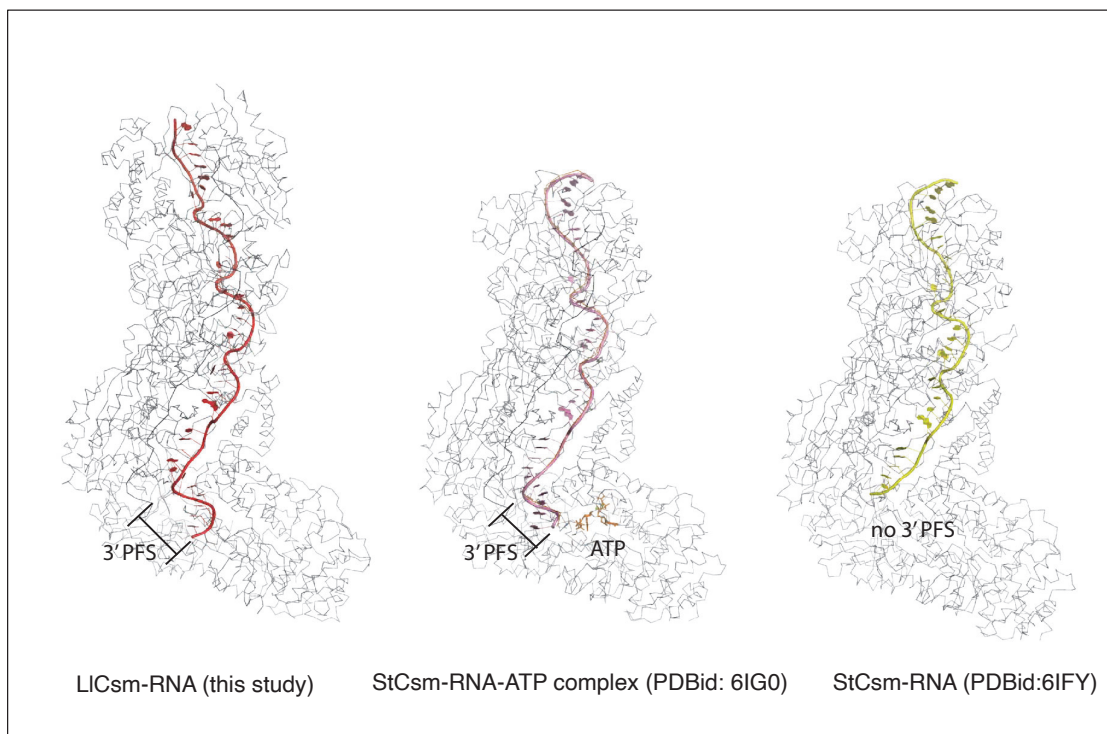 3' PFS
3' PFS
ATP
no 3' PFS
LlCsm-RNA (this study)
StCsm-RNA-ATP complex (PDBid: 6IG0)
StCsm-RNA (PDBid:6IFY)